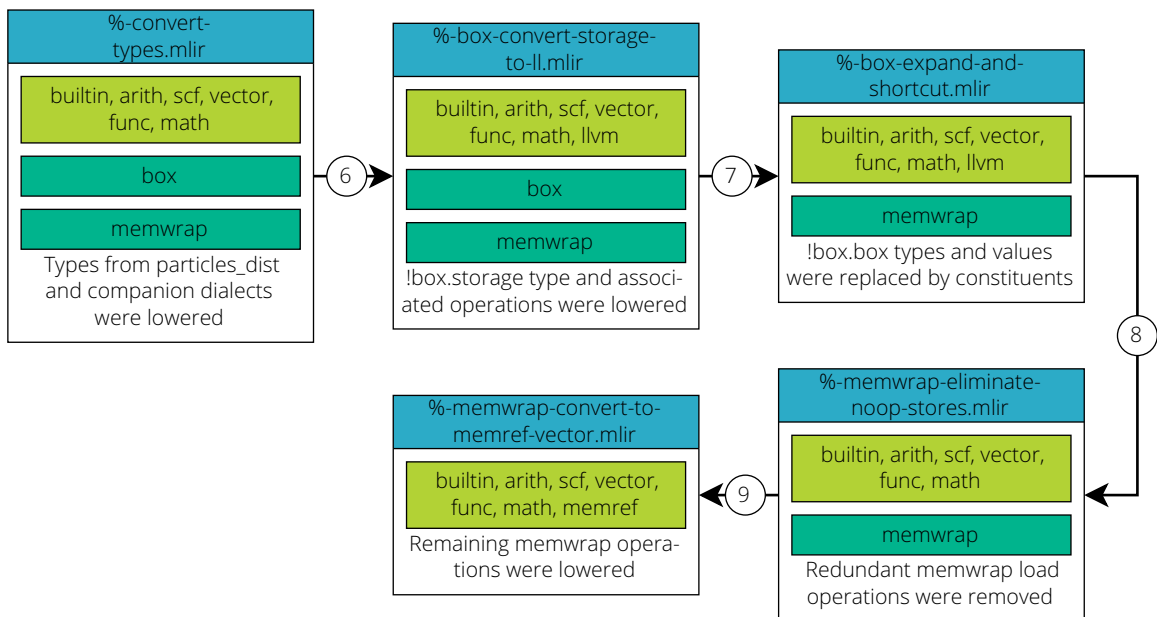 %-convert-
types.mlir
builtin, arith, scf, vector,
func, math
box
memwrap
Types from particles_dist
and companion dialects
were lowered
6
%-box-convert-storage-
to-ll.mlir
builtin, arith, scf, vector,
func, math, llvm
box
memwrap
!box.storage type and associ-
ated operations were lowered
7
%-box-expand-and-
shortcut.mlir
builtin, arith, scf, vector,
func, math, llvm
memwrap
!box.box types and values
were replaced by constituents
8
%-memwrap-eliminate-
noop-stores.mlir
builtin, arith, scf, vector,
func, math
memwrap
Redundant memwrap load
operations were removed
9
%-memwrap-convert-to-
memref-vector.mlir
builtin, arith, scf, vector,
func, math, memref
Remaining memwrap opera-
tions were lowered